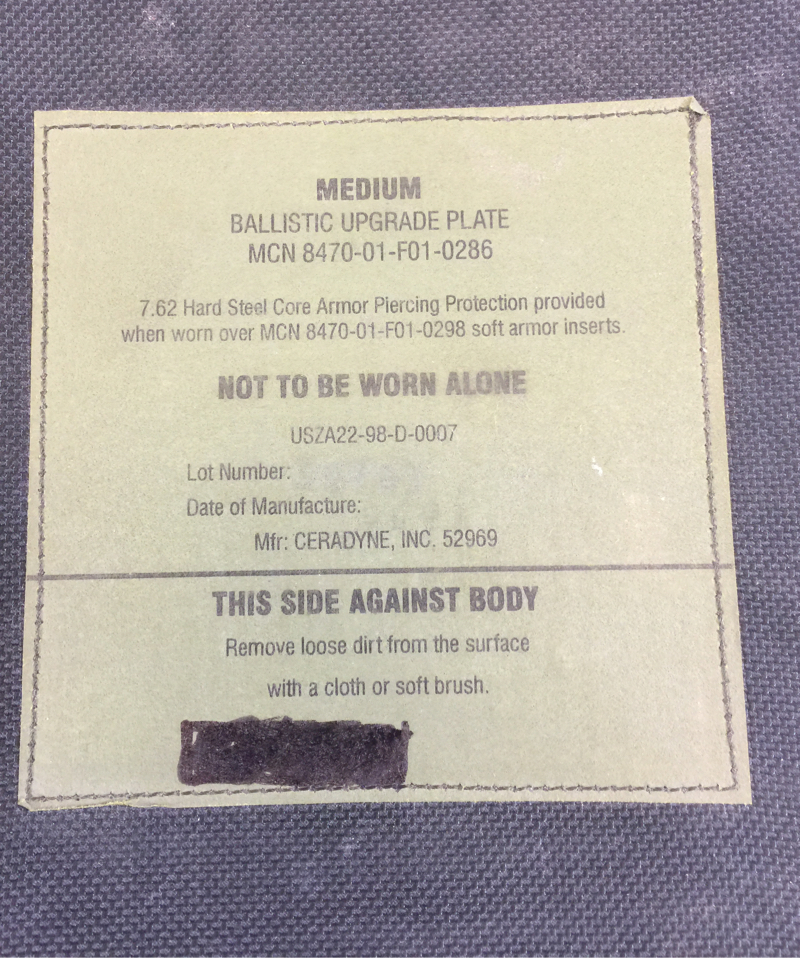 MEDIUM
BALLISTIC UPGRADE PLATE
MCN 8470-01-F01-0286
7.62 Hard Steel Core Armor Piercing Protection provided
when worn over MCN 8470-01-F01-0298 soft armor inserts.
NOT TO BE WORN ALONE
USZA22-98-D-0007
Lot Number:
Date of Manufacture:
Mfr: CERADYNE, INC. 52969
THIS SIDE AGAINST BODY
Remove loose dirt from the surface
with a cloth or soft brush.